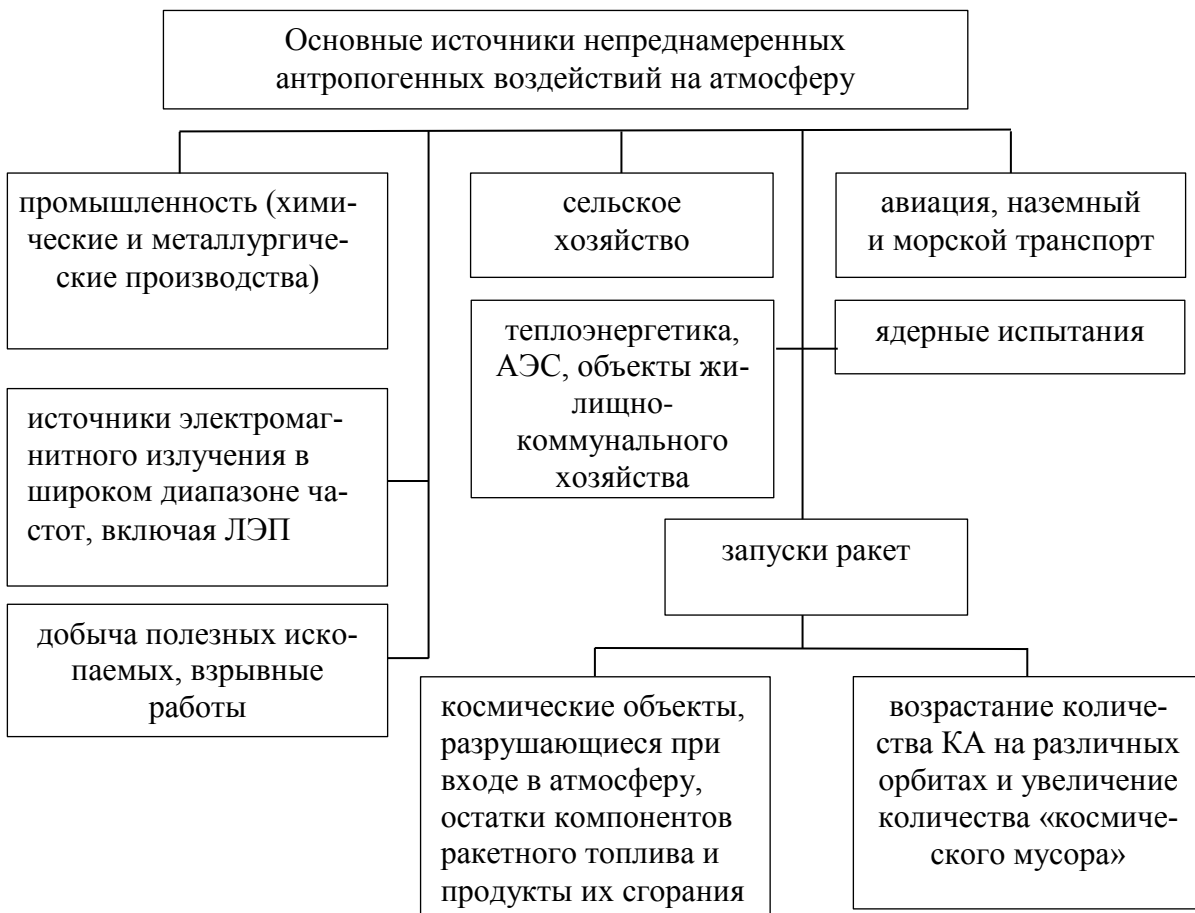 Основные источники непреднамеренных
антропогенных воздействий на атмосферу
промышленность (хими-
ческие и металлургиче-
ские производства)
сельское
хозяйство
авиация, наземный
и морской транспорт
теплоэнергетика,
АЭС, объекты жи-
лищно-
коммунального
хозяйства
ядерные испытания
источники электромаг-
нитного излучения в
широком диапазоне ча-
стот, включая ЛЭП
запуски ракет
добыча полезных иско-
паемых, взрывные
работы
космические объекты,
разрушающиеся при
входе в атмосферу,
остатки компонентов
ракетного топлива и
продукты их сгорания
возрастание количе-
ства КА на различных
орбитах и увеличение
количества «космиче-
ского мусора»